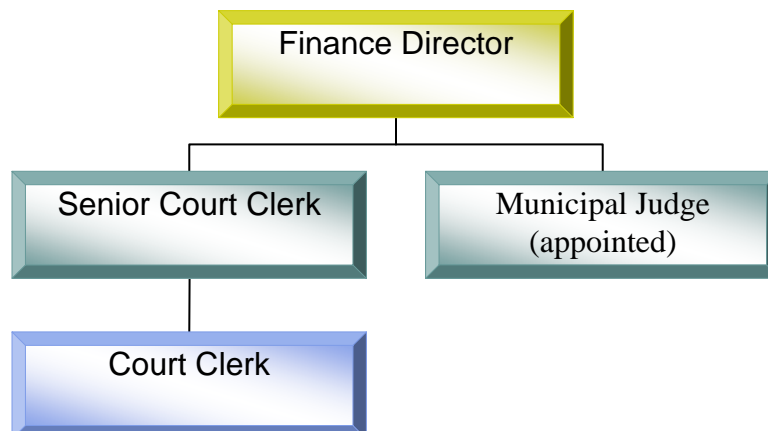 Finance Director
Senior Court Clerk
Municipal Judge
(appointed)
Court Clerk